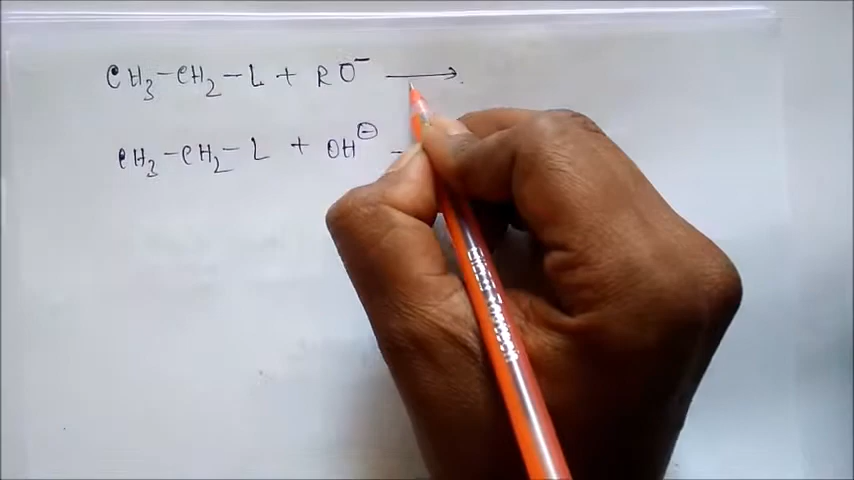 CH₃-CH₂-L + RO⁻ ⟶
CH₃-CH₂-L + OH⊖ -